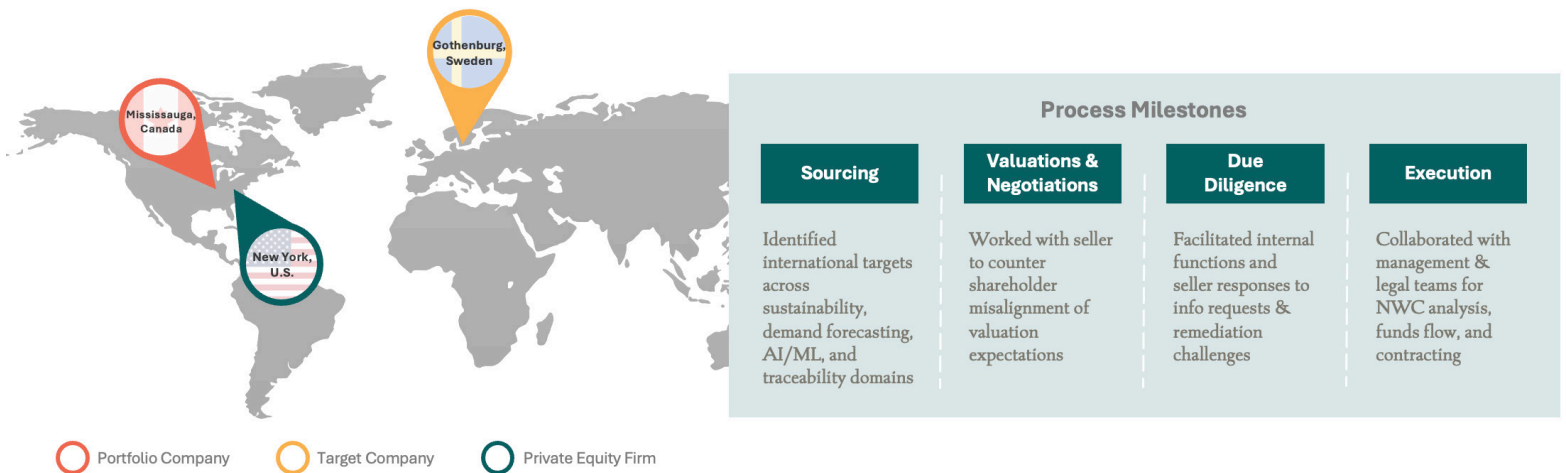 Gothenburg,
Sweden
Mississauga,
Canada
New York,
U.S.
Portfolio Company
Target Company
Private Equity Firm
Process Milestones
Sourcing
Identified
international targets
across
sustainability,
demand forecasting,
AI/ML, and
traceability domains
Valuations &
Negotiations
Worked with seller
to counter
shareholder
misalignment of
valuation
expectations
Due
Diligence
Facilitated internal
functions and
seller responses to
info requests &
remediation
challenges
Execution
Collaborated with
management &
legal teams for
NWC analysis,
funds flow, and
contracting